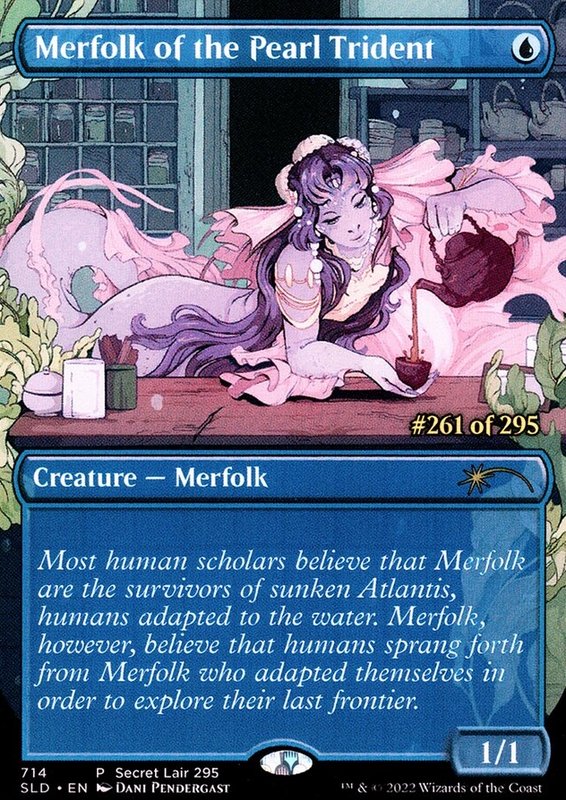 Merfolk of the Pearl Trident
#261 of 295
Creature — Merfolk
Most human scholars believe that Merfolk
are the survivors of sunken Atlantis,
humans adapted to the water. Merfolk,
however, believe that humans sprang forth
from Merfolk who adapted themselves in
order to explore their last frontier.
1/1
714 P Secret Lair 295
SLD • EN Dani Pendergast
™ & © 2022 Wizards of the Coast